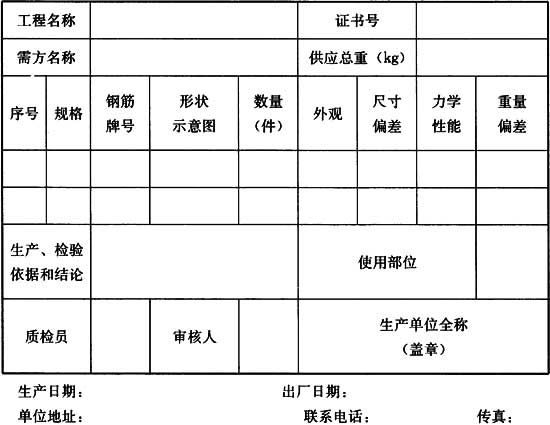 工程名称 证书号
需方名称 供应总重（kg）
序号 规格 钢筋牌号 形状示意图 数量（件） 外观 尺寸偏差 力学性能 重量偏差
生产、检验依据和结论 使用部位
质检员 审核人 生产单位全称（盖章）
生产日期： 出厂日期：
单位地址： 联系电话： 传真：